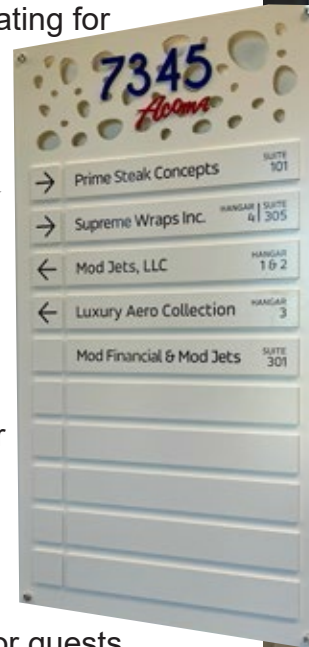 ating for
7345
Acoma
→ Prime Steak Concepts SUITE 101
→ Supreme Wraps Inc. HANGAR 4 | SUITE 305
← Mod Jets, LLC HANGAR 1 & 2
← Luxury Aero Collection HANGAR 3
Mod Financial & Mod Jets SUITE 301
r
or guests